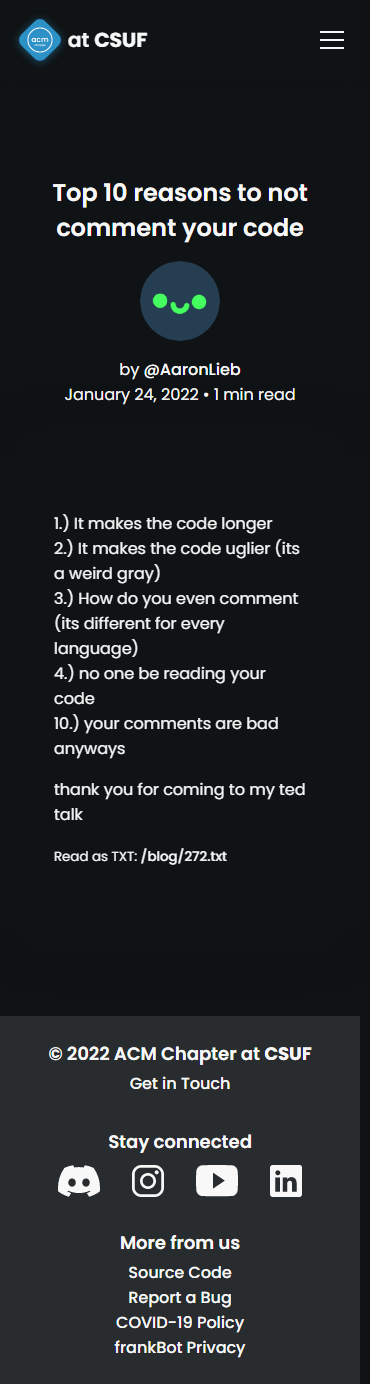 acm
at CSUF
Top 10 reasons to not
comment your code
by @AaronLieb
January 24, 2022 • 1 min read
1.) It makes the code longer
2.) It makes the code uglier (its
a weird gray)
3.) How do you even comment
(its different for every
language)
4.) no one be reading your
code
10.) your comments are bad
anyways
thank you for coming to my ted
talk
Read as TXT: /blog/272.txt
© 2022 ACM Chapter at CSUF
Get in Touch
Stay connected
in
More from us
Source Code
Report a Bug
COVID-19 Policy
frankBot Privacy